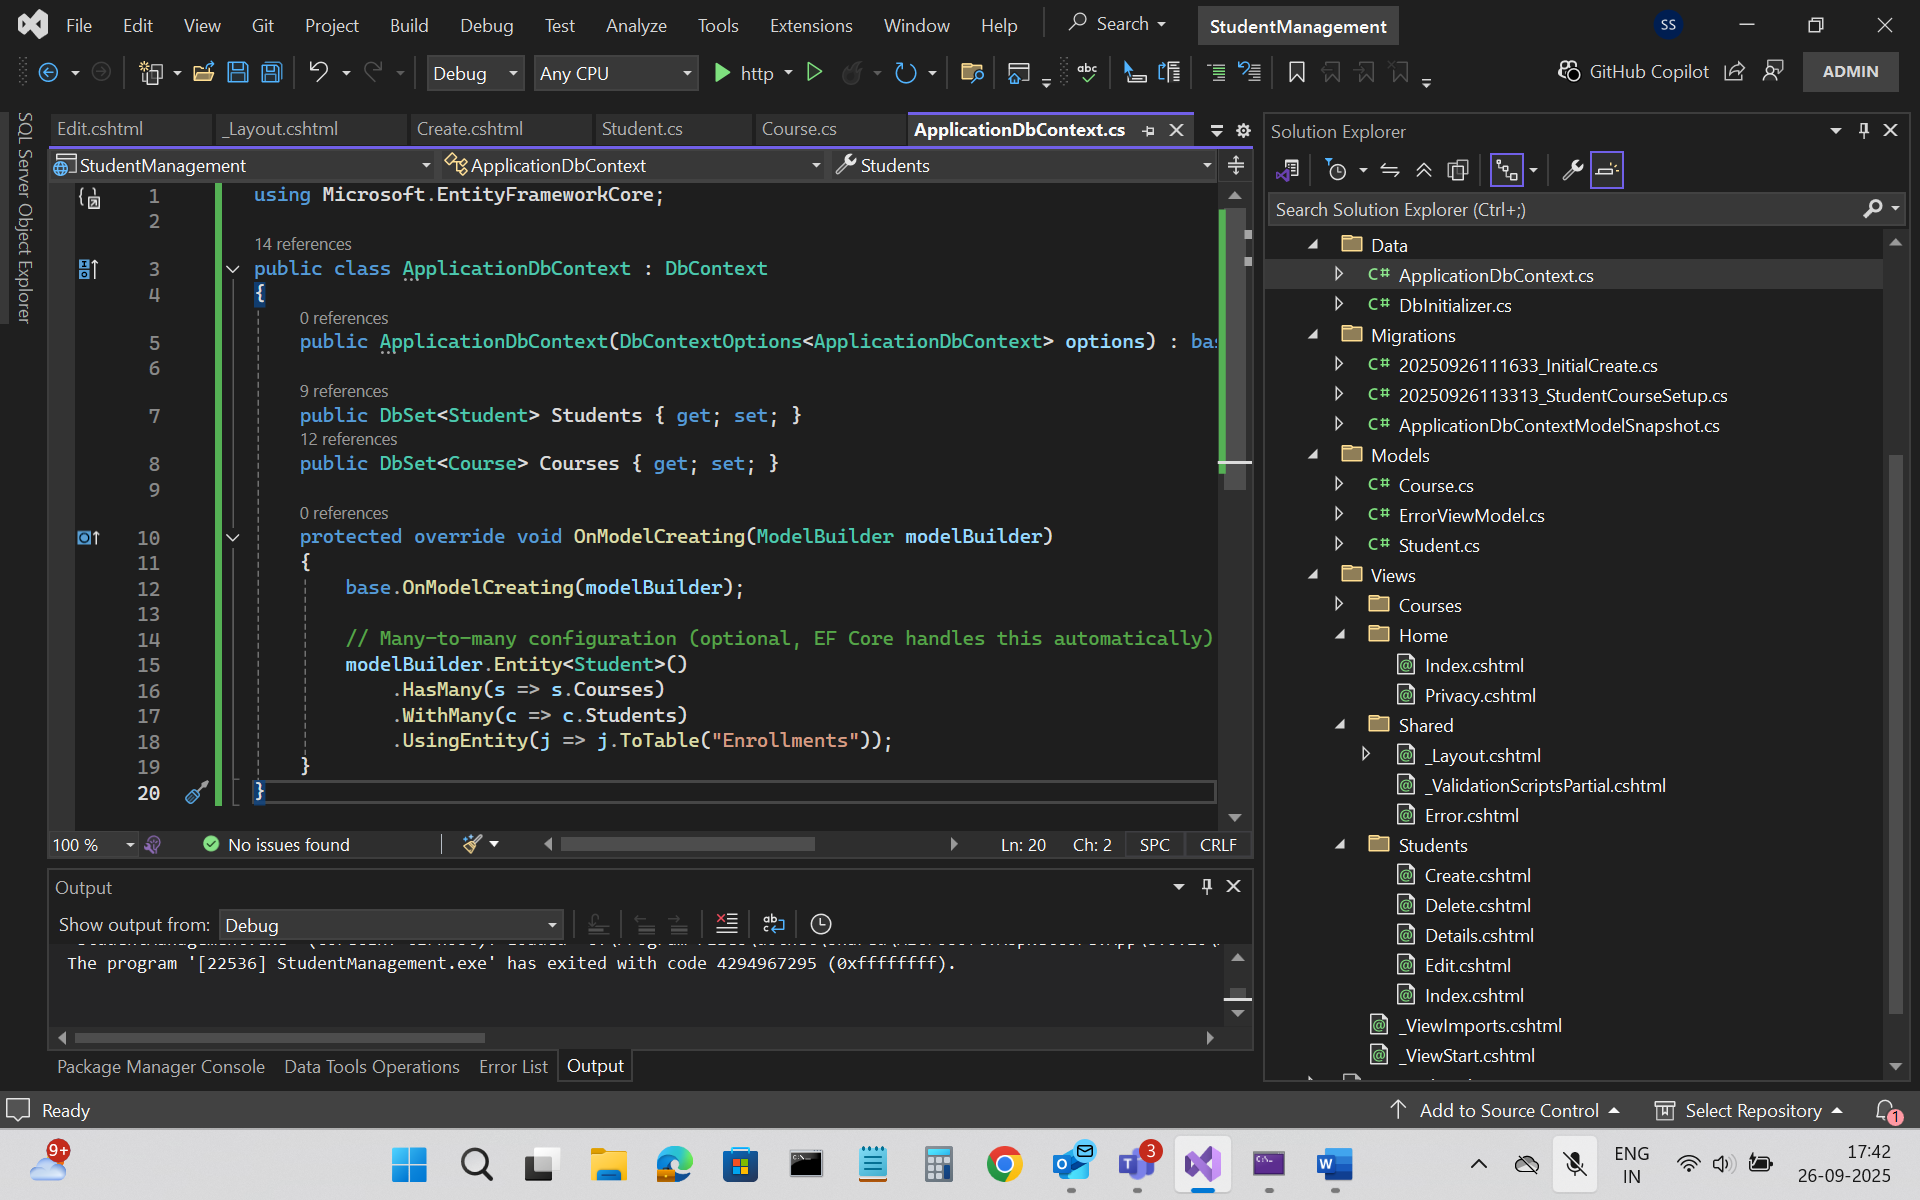 File Edit View Git Project Build Debug Test Analyze Tools Extensions Window Help Search StudentManagement SS
Debug Any CPU http GitHub Copilot ADMIN
SQL Server Object Explorer
Edit.cshtml _Layout.cshtml Create.cshtml Student.cs Course.cs ApplicationDbContext.cs
StudentManagement ApplicationDbContext Students
1 using Microsoft.EntityFrameworkCore;
2
14 references
3 public class ApplicationDbContext : DbContext
4 {
0 references
5 public ApplicationDbContext(DbContextOptions<ApplicationDbContext> options) : bas
6
9 references
7 public DbSet<Student> Students { get; set; }
12 references
8 public DbSet<Course> Courses { get; set; }
9
0 references
10 protected override void OnModelCreating(ModelBuilder modelBuilder)
11 {
12 base.OnModelCreating(modelBuilder);
13
14 // Many-to-many configuration (optional, EF Core handles this automatically)
15 modelBuilder.Entity<Student>()
16 .HasMany(s => s.Courses)
17 .WithMany(c => c.Students)
18 .UsingEntity(j => j.ToTable("Enrollments"));
19 }
20 }
100 % No issues found Ln: 20 Ch: 2 SPC CRLF
Output
Show output from: Debug
The program '[22536] StudentManagement.exe' has exited with code 4294967295 (0xffffffff).
Package Manager Console Data Tools Operations Error List Output
Solution Explorer
Search Solution Explorer (Ctrl+;)
Data
C# ApplicationDbContext.cs
C# DbInitializer.cs
Migrations
C# 20250926111633_InitialCreate.cs
C# 20250926113313_StudentCourseSetup.cs
C# ApplicationDbContextModelSnapshot.cs
Models
C# Course.cs
C# ErrorViewModel.cs
C# Student.cs
Views
Courses
Home
Index.cshtml
Privacy.cshtml
Shared
_Layout.cshtml
_ValidationScriptsPartial.cshtml
Error.cshtml
Students
Create.cshtml
Delete.cshtml
Details.cshtml
Edit.cshtml
Index.cshtml
_ViewImports.cshtml
_ViewStart.cshtml
Ready Add to Source Control Select Repository 1
9+ 3 ENG
IN
17:42
26-09-2025